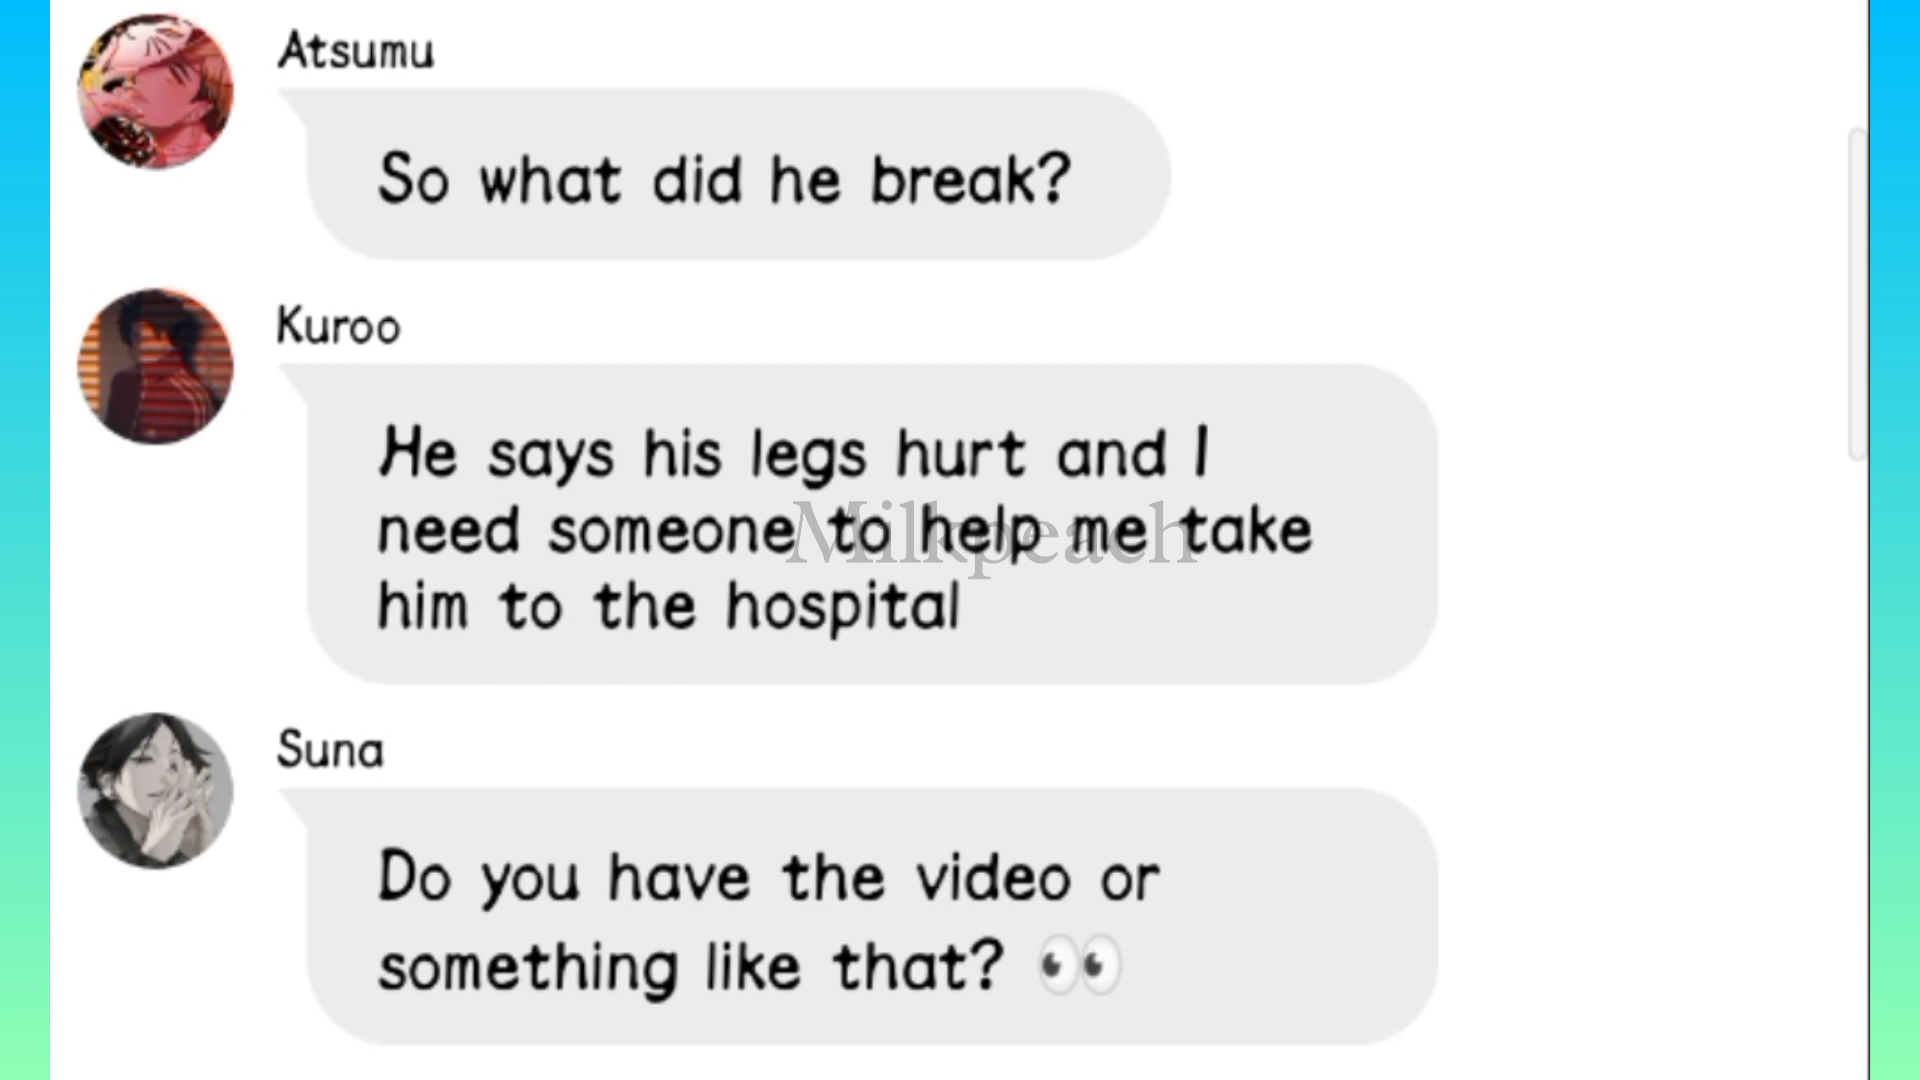 Atsumu
So what did he break?
Kuroo
He says his legs hurt and I
need someone to help me take
him to the hospital
Milkpeach
Suna
Do you have the video or
something like that? 👀